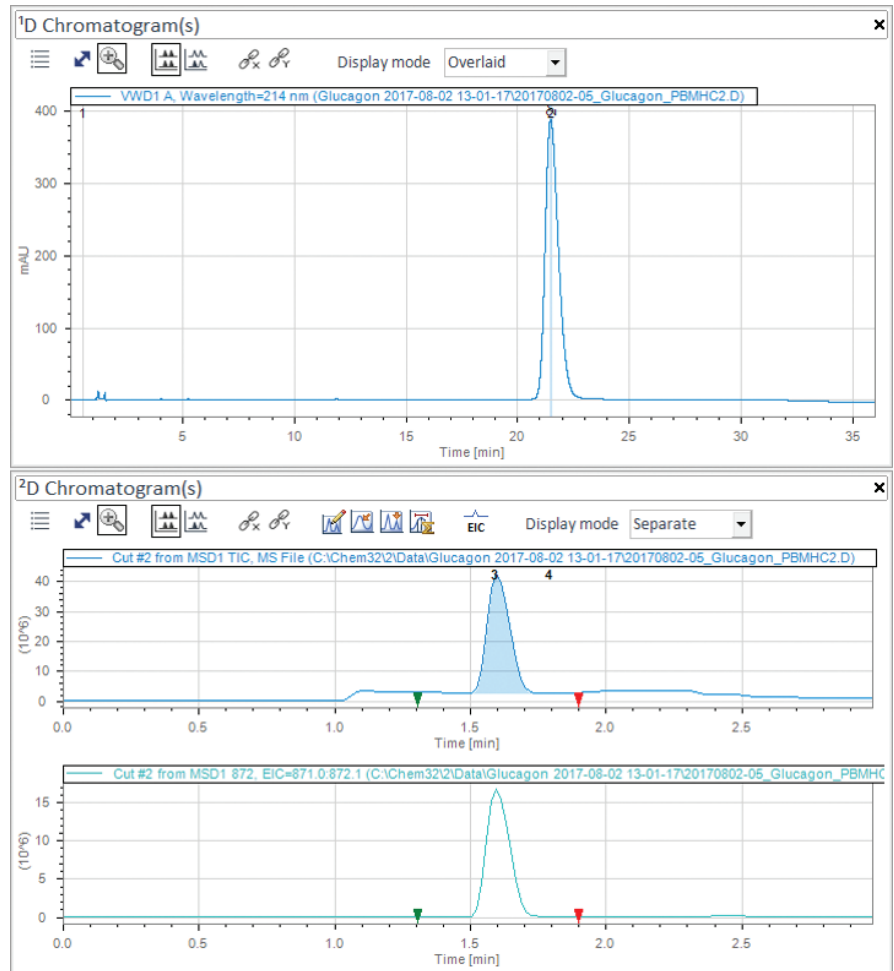 ¹D Chromatogram(s)
Display mode Overlaid
VWD1 A, Wavelength=214 nm (Glucagon 2017-08-02 13-01-17\20170802-05_Glucagon_PBMHC2.D)
400
300
200
100
0
mAU
1
2
5 10 15 20 25 30 35
Time [min]
²D Chromatogram(s)
EIC Display mode Separate
Cut #2 from MSD1 TIC, MS File (C:\Chem32\2\Data\Glucagon 2017-08-02 13-01-17\20170802-05_Glucagon_PBMHC2.D)
40
30
20
10
0
(10^6)
3 4
0.0 0.5 1.0 1.5 2.0 2.5
Time [min]
Cut #2 from MSD1 872, EIC=871.0:872.1 (C:\Chem32\2\Data\Glucagon 2017-08-02 13-01-17\20170802-05_Glucagon_PBMHC
15
10
5
0
(10^6)
0.0 0.5 1.0 1.5 2.0 2.5
Time [min]